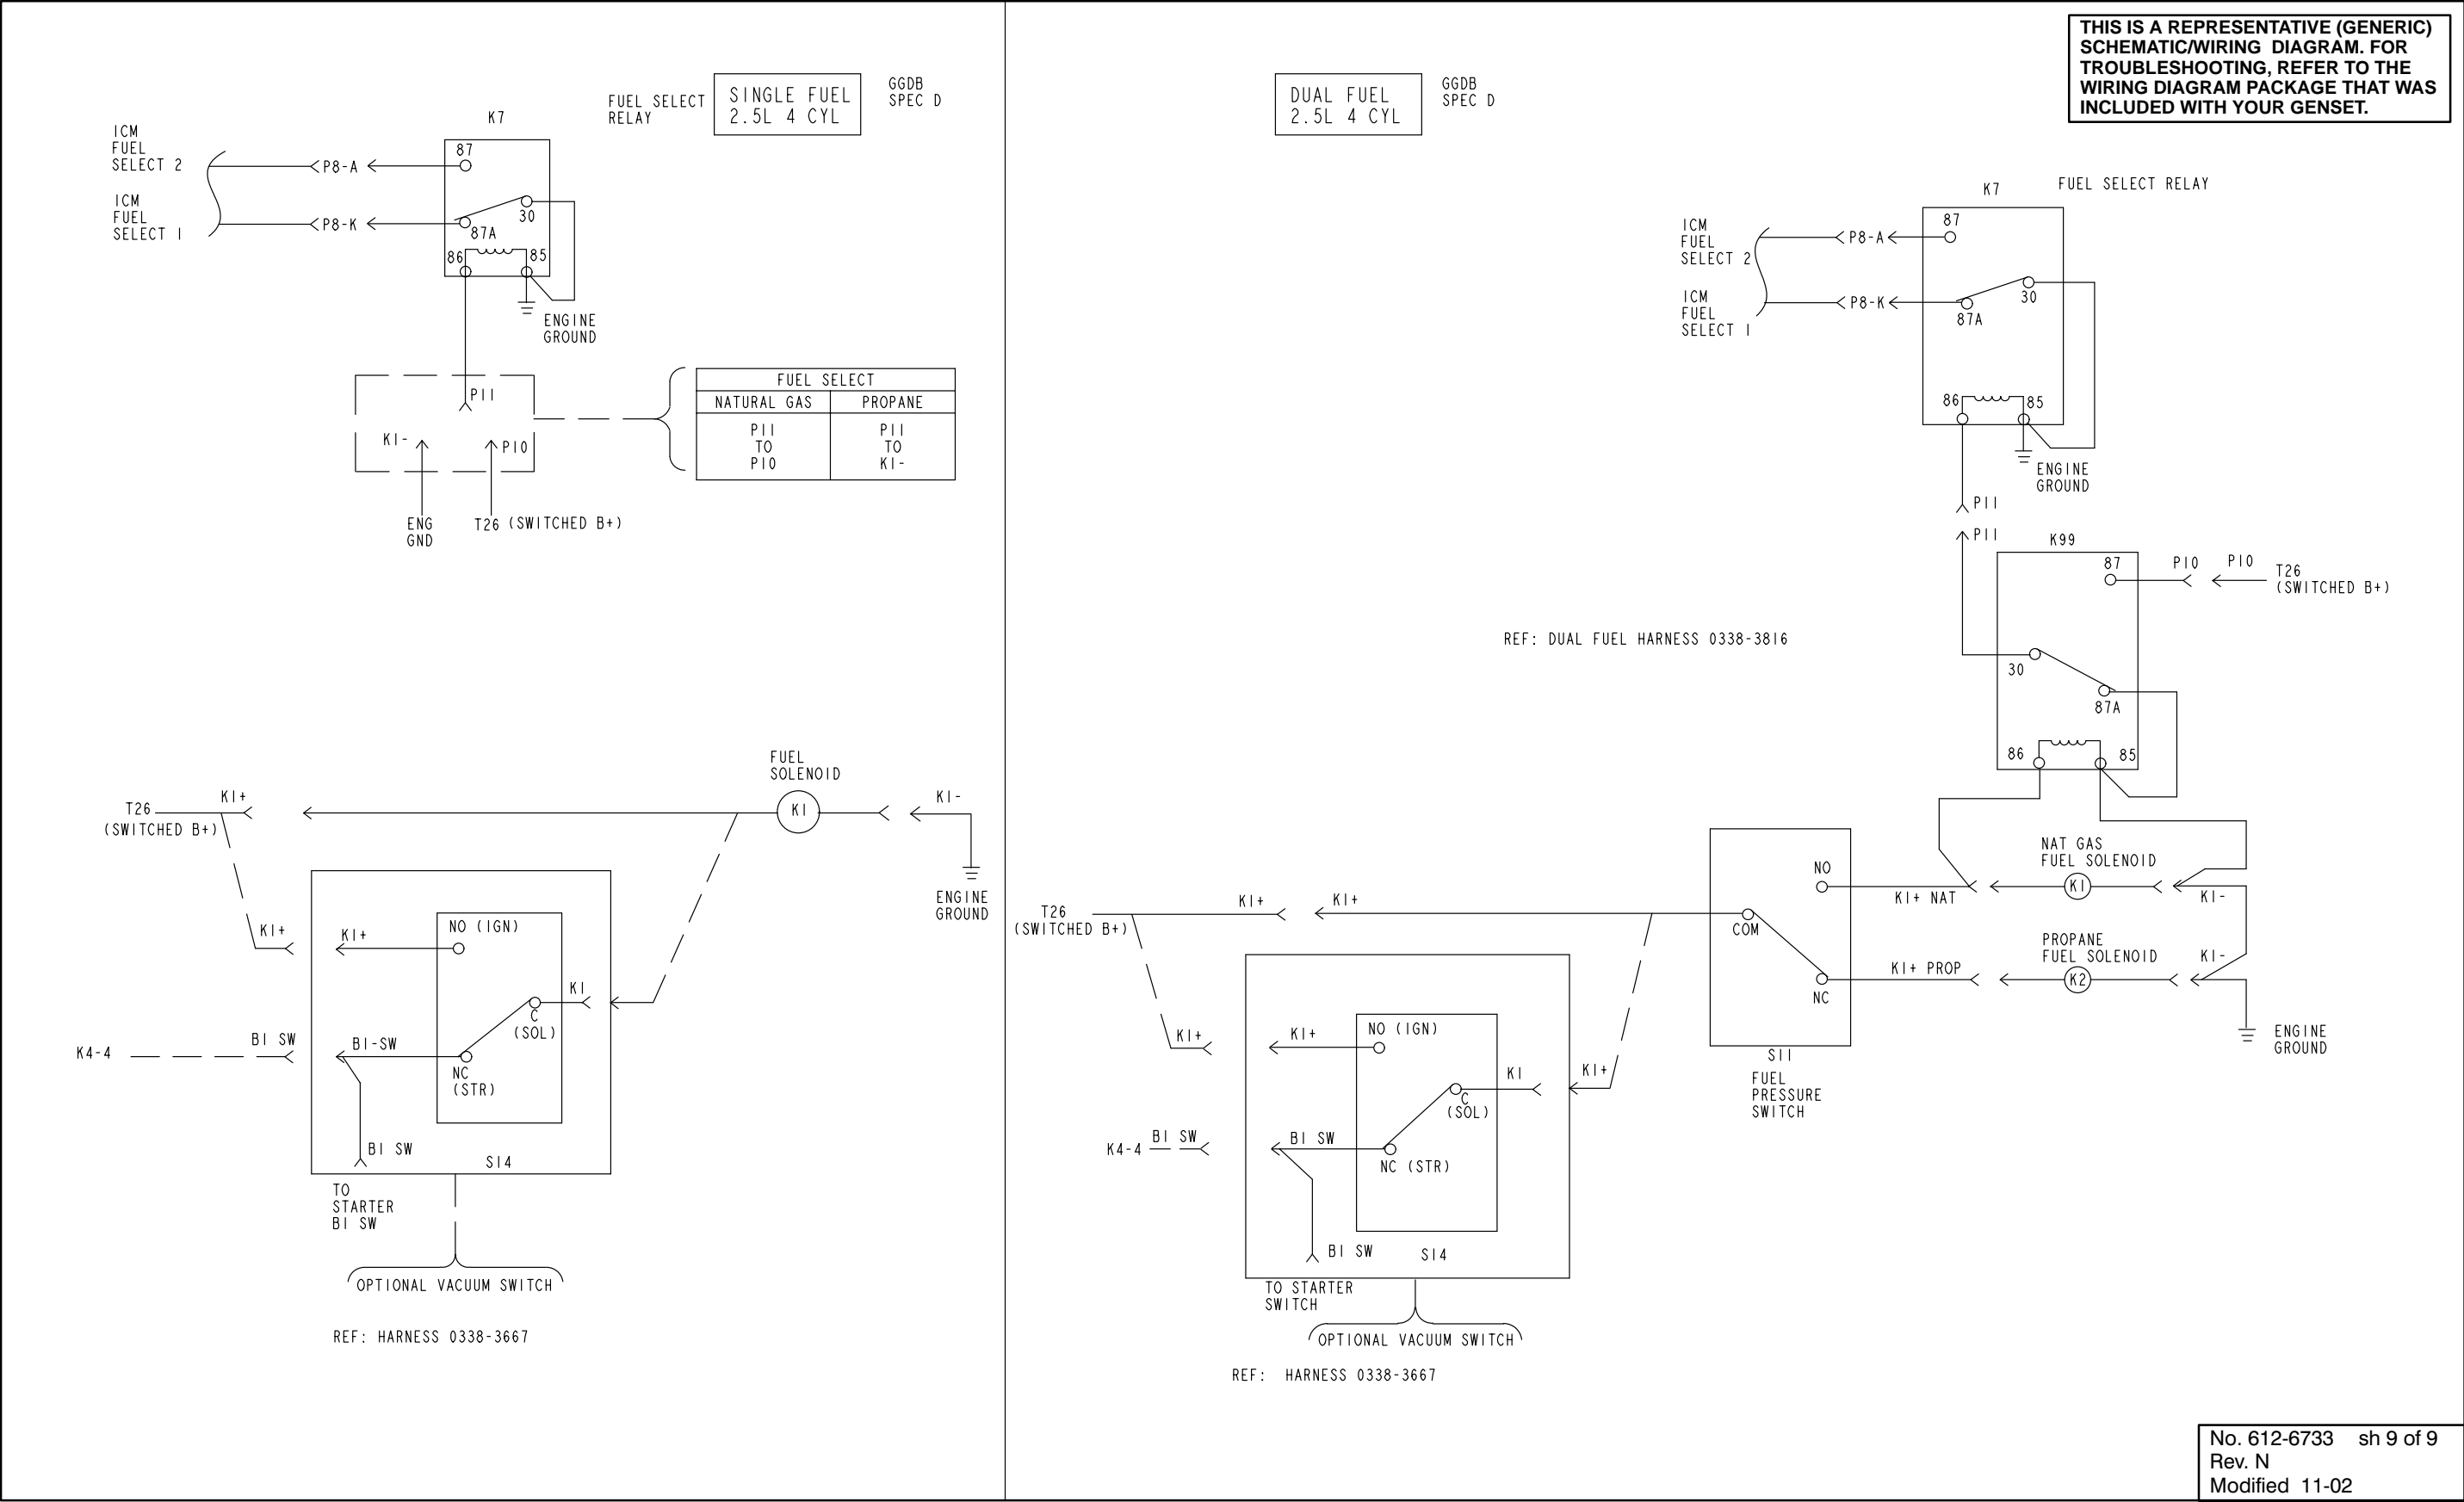 THIS IS A REPRESENTATIVE (GENERIC)
SCHEMATIC/WIRING DIAGRAM. FOR
TROUBLESHOOTING, REFER TO THE
WIRING DIAGRAM PACKAGE THAT WAS
INCLUDED WITH YOUR GENSET.
FUEL SELECT
RELAY
SINGLE FUEL
2.5L 4 CYL
GGDB
SPEC D
K7
ICM
FUEL
SELECT 2
P8-A
87
ICM
FUEL
SELECT 1
P8-K
30
87A
86
85
ENGINE
GROUND
P11
K1-
P10
ENG
GND
T26 (SWITCHED B+)
FUEL SELECT
NATURAL GAS
PROPANE
P11
TO
P10
P11
TO
K1-
FUEL
SOLENOID
K1
K1-
T26
(SWITCHED B+)
K1+
ENGINE
GROUND
K1+
K1+
NO (IGN)
K1
C
(SOL)
K4-4
B1 SW
B1-SW
NC
(STR)
B1 SW
S14
TO
STARTER
B1 SW
OPTIONAL VACUUM SWITCH
REF: HARNESS 0338-3667
DUAL FUEL
2.5L 4 CYL
GGDB
SPEC D
K7
FUEL SELECT RELAY
ICM
FUEL
SELECT 2
P8-A
87
ICM
FUEL
SELECT 1
P8-K
30
87A
86
85
ENGINE
GROUND
P11
P11
K99
87
P10
P10
T26
(SWITCHED B+)
REF: DUAL FUEL HARNESS 0338-3816
30
87A
86
85
NAT GAS
FUEL SOLENOID
NO
K1+ NAT
K1
K1-
T26
(SWITCHED B+)
K1+
K1+
COM
PROPANE
FUEL SOLENOID
K1+ PROP
K2
K1-
NC
ENGINE
GROUND
S11
FUEL
PRESSURE
SWITCH
K1+
K1+
NO (IGN)
K1
K1+
C
(SOL)
K4-4
B1 SW
B1 SW
NC (STR)
B1 SW
S14
TO STARTER
SWITCH
OPTIONAL VACUUM SWITCH
REF: HARNESS 0338-3667
No. 612-6733 sh 9 of 9
Rev. N
Modified 11-02